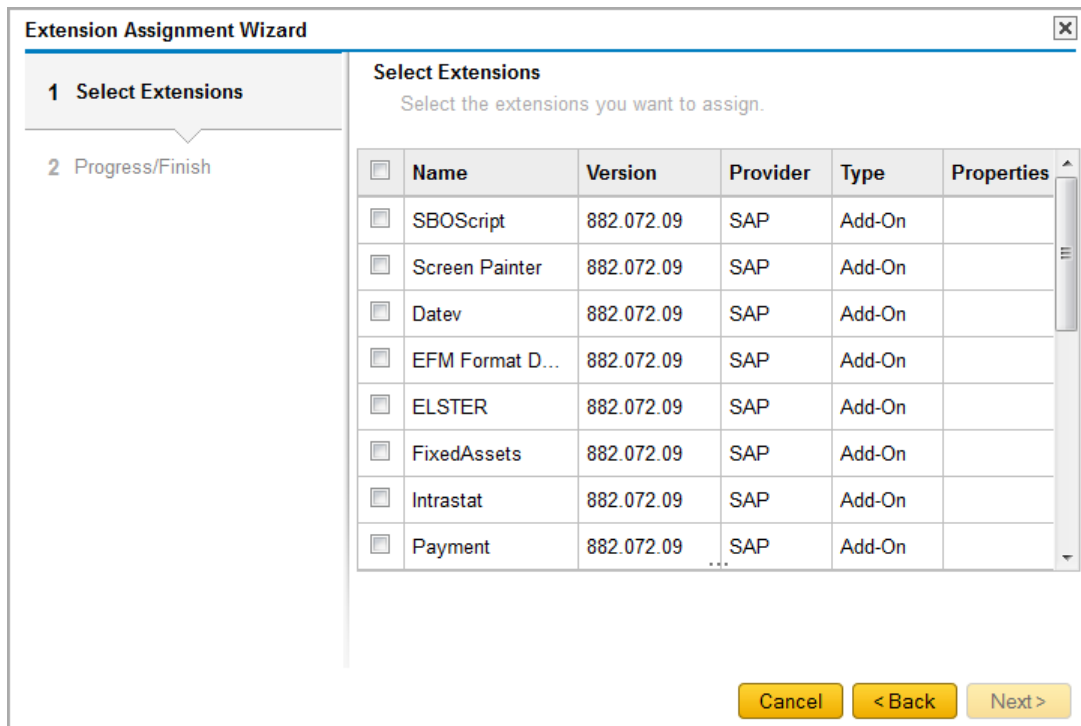 Extension Assignment Wizard
1 Select Extensions
2 Progress/Finish
Select Extensions
Select the extensions you want to assign.
Name Version Provider Type Properties
SBOScript 882.072.09 SAP Add-On
Screen Painter 882.072.09 SAP Add-On
Datev 882.072.09 SAP Add-On
EFM Format D... 882.072.09 SAP Add-On
ELSTER 882.072.09 SAP Add-On
FixedAssets 882.072.09 SAP Add-On
Intrastat 882.072.09 SAP Add-On
Payment 882.072.09 SAP Add-On
Cancel < Back Next >